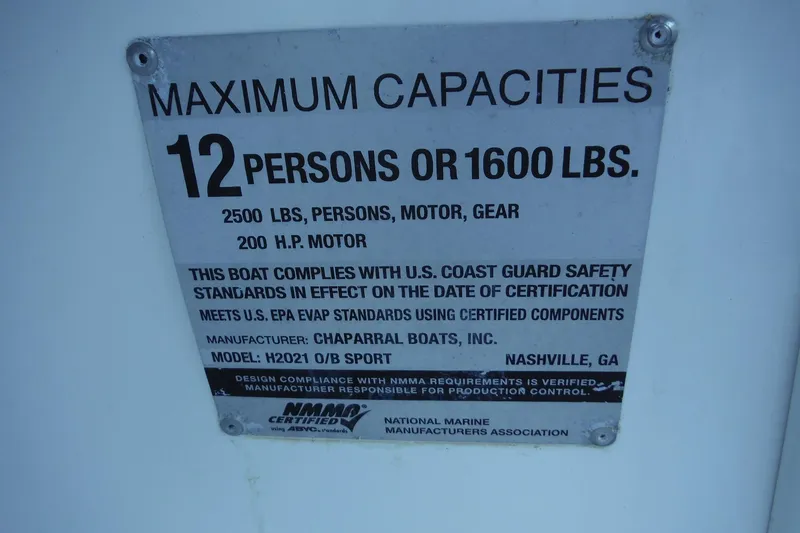 MAXIMUM CAPACITIES
12 PERSONS OR 1600 LBS.
2500 LBS, PERSONS, MOTOR, GEAR
200 H.P. MOTOR
THIS BOAT COMPLIES WITH U.S. COAST GUARD SAFETY
STANDARDS IN EFFECT ON THE DATE OF CERTIFICATION
MEETS U.S. EPA EVAP STANDARDS USING CERTIFIED COMPONENTS
MANUFACTURER: CHAPARRAL BOATS, INC.
MODEL: H2021 O/B SPORT NASHVILLE, GA
DESIGN COMPLIANCE WITH NMMA REQUIREMENTS IS VERIFIED.
MANUFACTURER RESPONSIBLE FOR PRODUCTION CONTROL.
NMMA
CERTIFIED
using ABYC Standards
NATIONAL MARINE
MANUFACTURERS ASSOCIATION